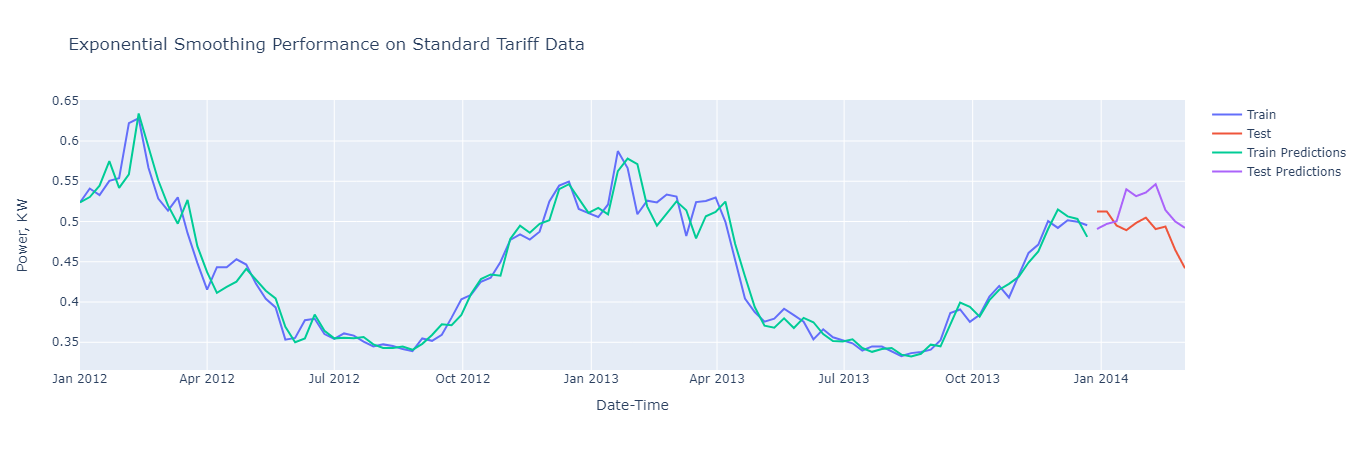 Exponential Smoothing Performance on Standard Tariff Data
Power, KW
0.65
0.6
0.55
0.5
0.45
0.4
0.35
Jan 2012
Apr 2012
Jul 2012
Oct 2012
Jan 2013
Apr 2013
Jul 2013
Oct 2013
Jan 2014
Date-Time
Train
Test
Train Predictions
Test Predictions